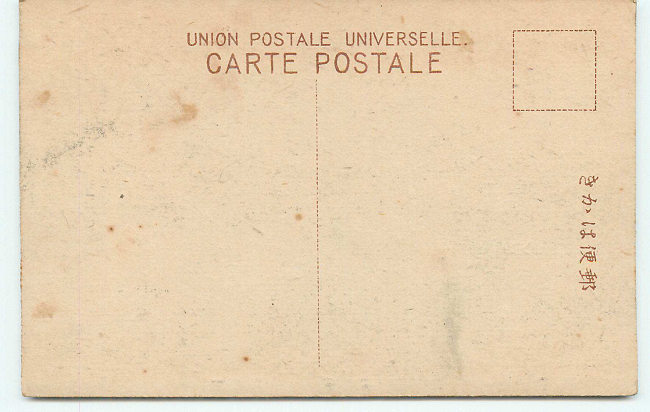 UNION POSTALE UNIVERSELLE.
CARTE POSTALE
きかは便郵